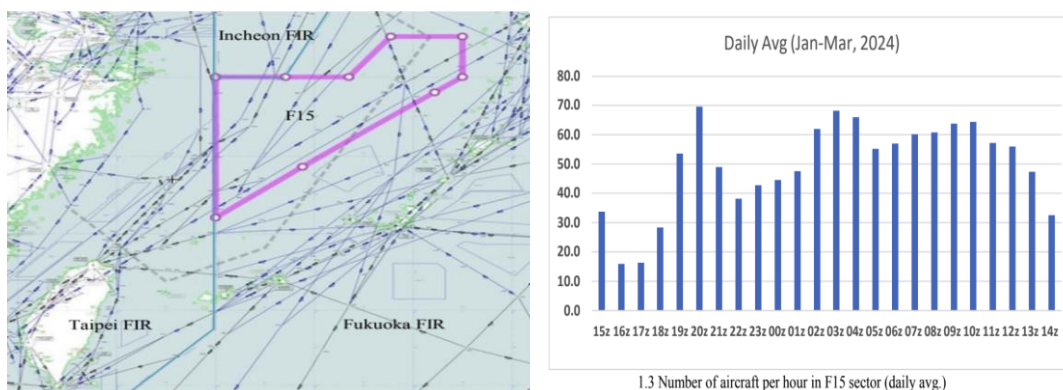 Incheon FIR
F15
Taipei FIR
Fukuoka FIR
Daily Avg (Jan-Mar, 2024)
80.0
70.0
60.0
50.0
40.0
30.0
20.0
10.0
0.0
15z 16z 17z 18z 19z 20z 21z 22z 23z 00z 01z 02z 03z 04z 05z 06z 07z 08z 09z 10z 11z 12z 13z 14z
1.3 Number of aircraft per hour in F15 sector (daily avg.)